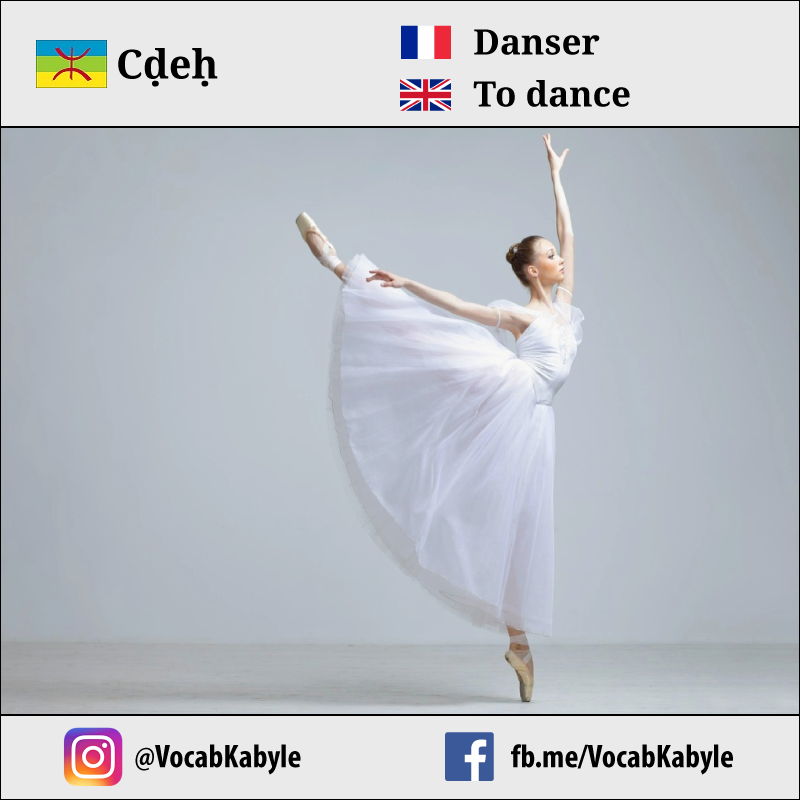 Cḍeḥ
Danser
To dance
@VocabKabyle
fb.me/VocabKabyle